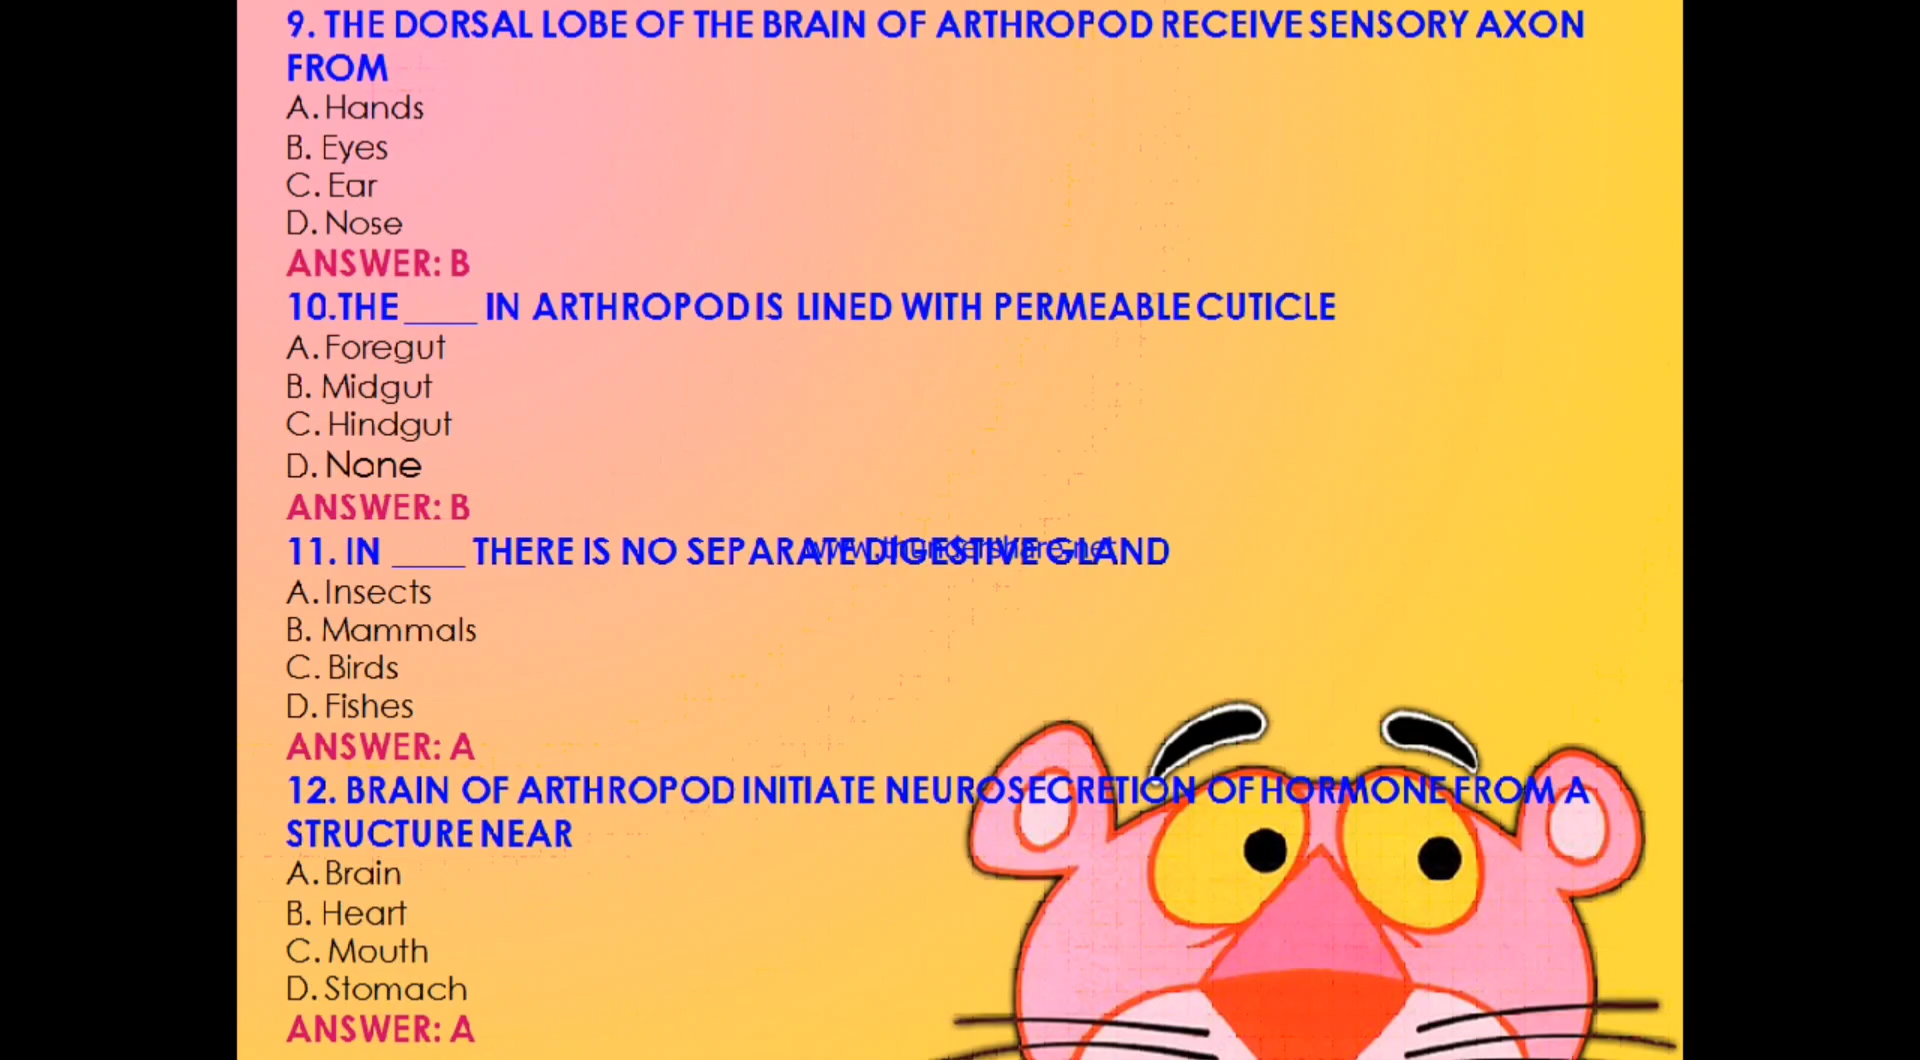 9. THE DORSAL LOBE OF THE BRAIN OF ARTHROPOD RECEIVE SENSORY AXON
FROM
A. Hands
B. Eyes
C. Ear
D. Nose
ANSWER: B
10.THE ____ IN ARTHROPOD IS LINED WITH PERMEABLE CUTICLE
A. Foregut
B. Midgut
C. Hindgut
D. None
ANSWER: B
11. IN ____ THERE IS NO SEPARATE DIGESTIVE GLAND
www.thundershare.net
A. Insects
B. Mammals
C. Birds
D. Fishes
ANSWER: A
12. BRAIN OF ARTHROPOD INITIATE NEUROSECRETION OF HORMONE FROM A
STRUCTURE NEAR
A. Brain
B. Heart
C. Mouth
D. Stomach
ANSWER: A